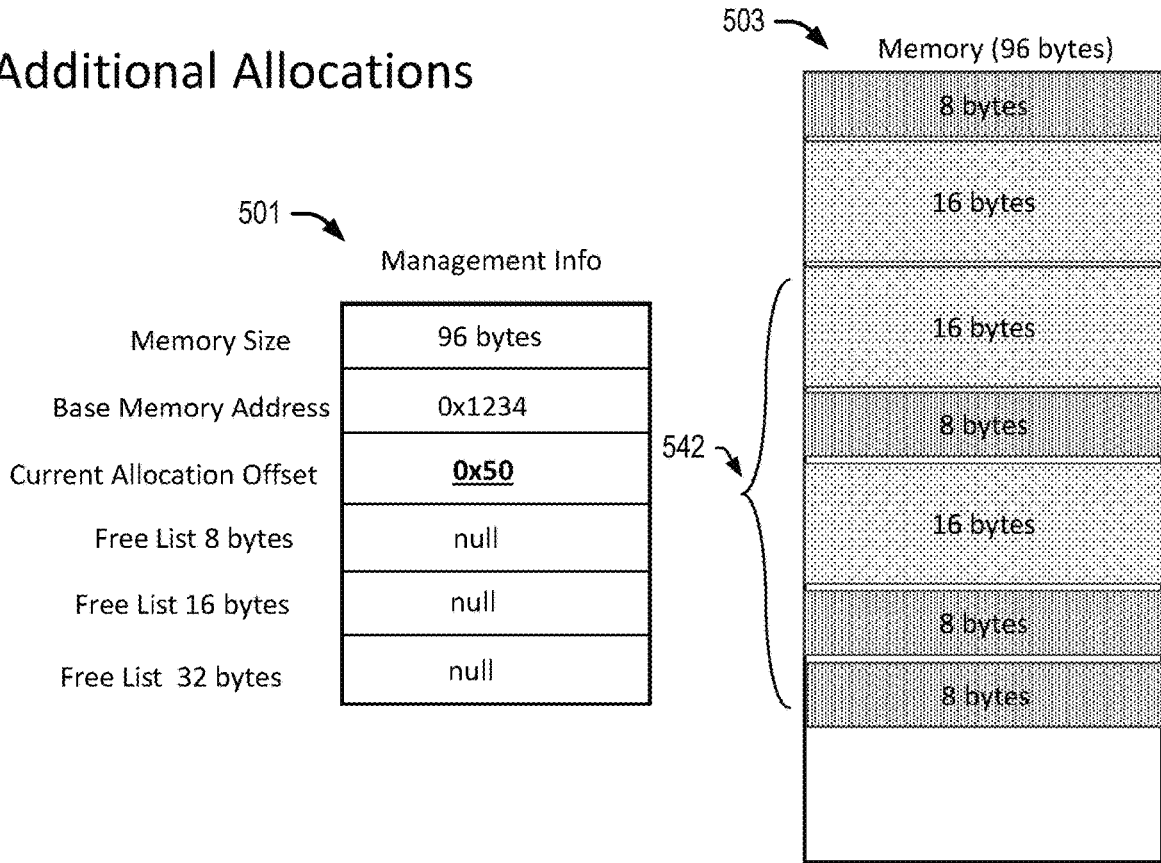 503
Memory (96 bytes)
Additional Allocations
8 bytes
16 bytes
501
Management Info
16 bytes
Memory Size 96 bytes
Base Memory Address 0x1234
8 bytes
542
Current Allocation Offset 0x50
16 bytes
Free List 8 bytes null
Free List 16 bytes null
8 bytes
Free List 32 bytes null
8 bytes